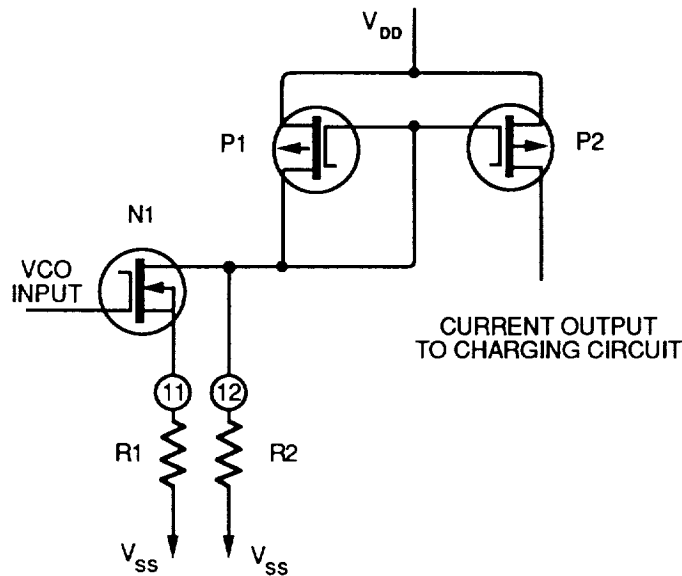 VDD
P1
P2
N1
VCO
INPUT
CURRENT OUTPUT
TO CHARGING CIRCUIT
11
12
R1
R2
VSS
VSS